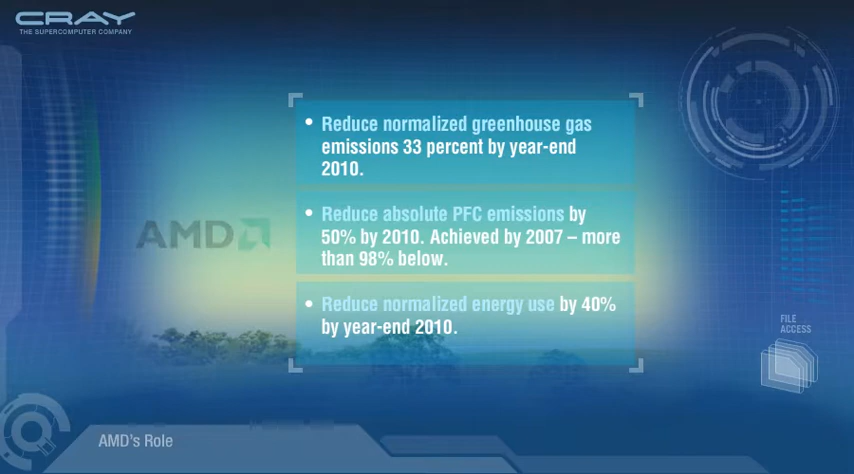 CRAY
THE SUPERCOMPUTER COMPANY
AMD
• Reduce normalized greenhouse gas
emissions 33 percent by year-end
2010.
• Reduce absolute PFC emissions by
50% by 2010. Achieved by 2007 – more
than 98% below.
• Reduce normalized energy use by 40%
by year-end 2010.
FILE
ACCESS
AMD's Role